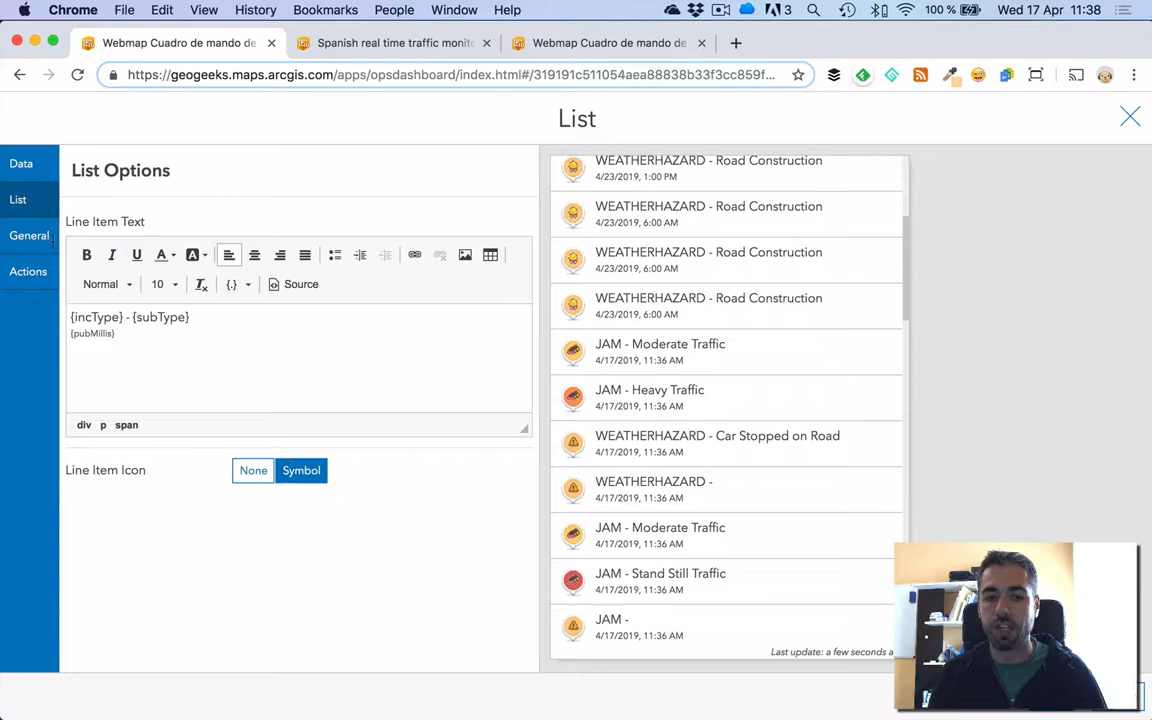 Chrome File Edit View History Bookmarks People Window Help 3 100 % Wed 17 Apr 11:38
Webmap Cuadro de mando de Spanish real time traffic monit Webmap Cuadro de mando de
https://geogeeks.maps.arcgis.com/apps/opsdashboard/index.html#/319191c511054aea88838b33f3cc859f...
List
Data
List
General
Actions
List Options
Line Item Text
B I U A A
Normal 10 Tx {.} Source
{incType} - {subType}
{pubMillis}
div p span
Line Item Icon None Symbol
WEATHERHAZARD - Road Construction
4/23/2019, 1:00 PM
WEATHERHAZARD - Road Construction
4/23/2019, 6:00 AM
WEATHERHAZARD - Road Construction
4/23/2019, 6:00 AM
WEATHERHAZARD - Road Construction
4/23/2019, 6:00 AM
JAM - Moderate Traffic
4/17/2019, 11:36 AM
JAM - Heavy Traffic
4/17/2019, 11:36 AM
WEATHERHAZARD - Car Stopped on Road
4/17/2019, 11:36 AM
WEATHERHAZARD -
4/17/2019, 11:36 AM
JAM - Moderate Traffic
4/17/2019, 11:36 AM
JAM - Stand Still Traffic
4/17/2019, 11:36 AM
JAM -
4/17/2019, 11:36 AM
Last update: a few seconds a